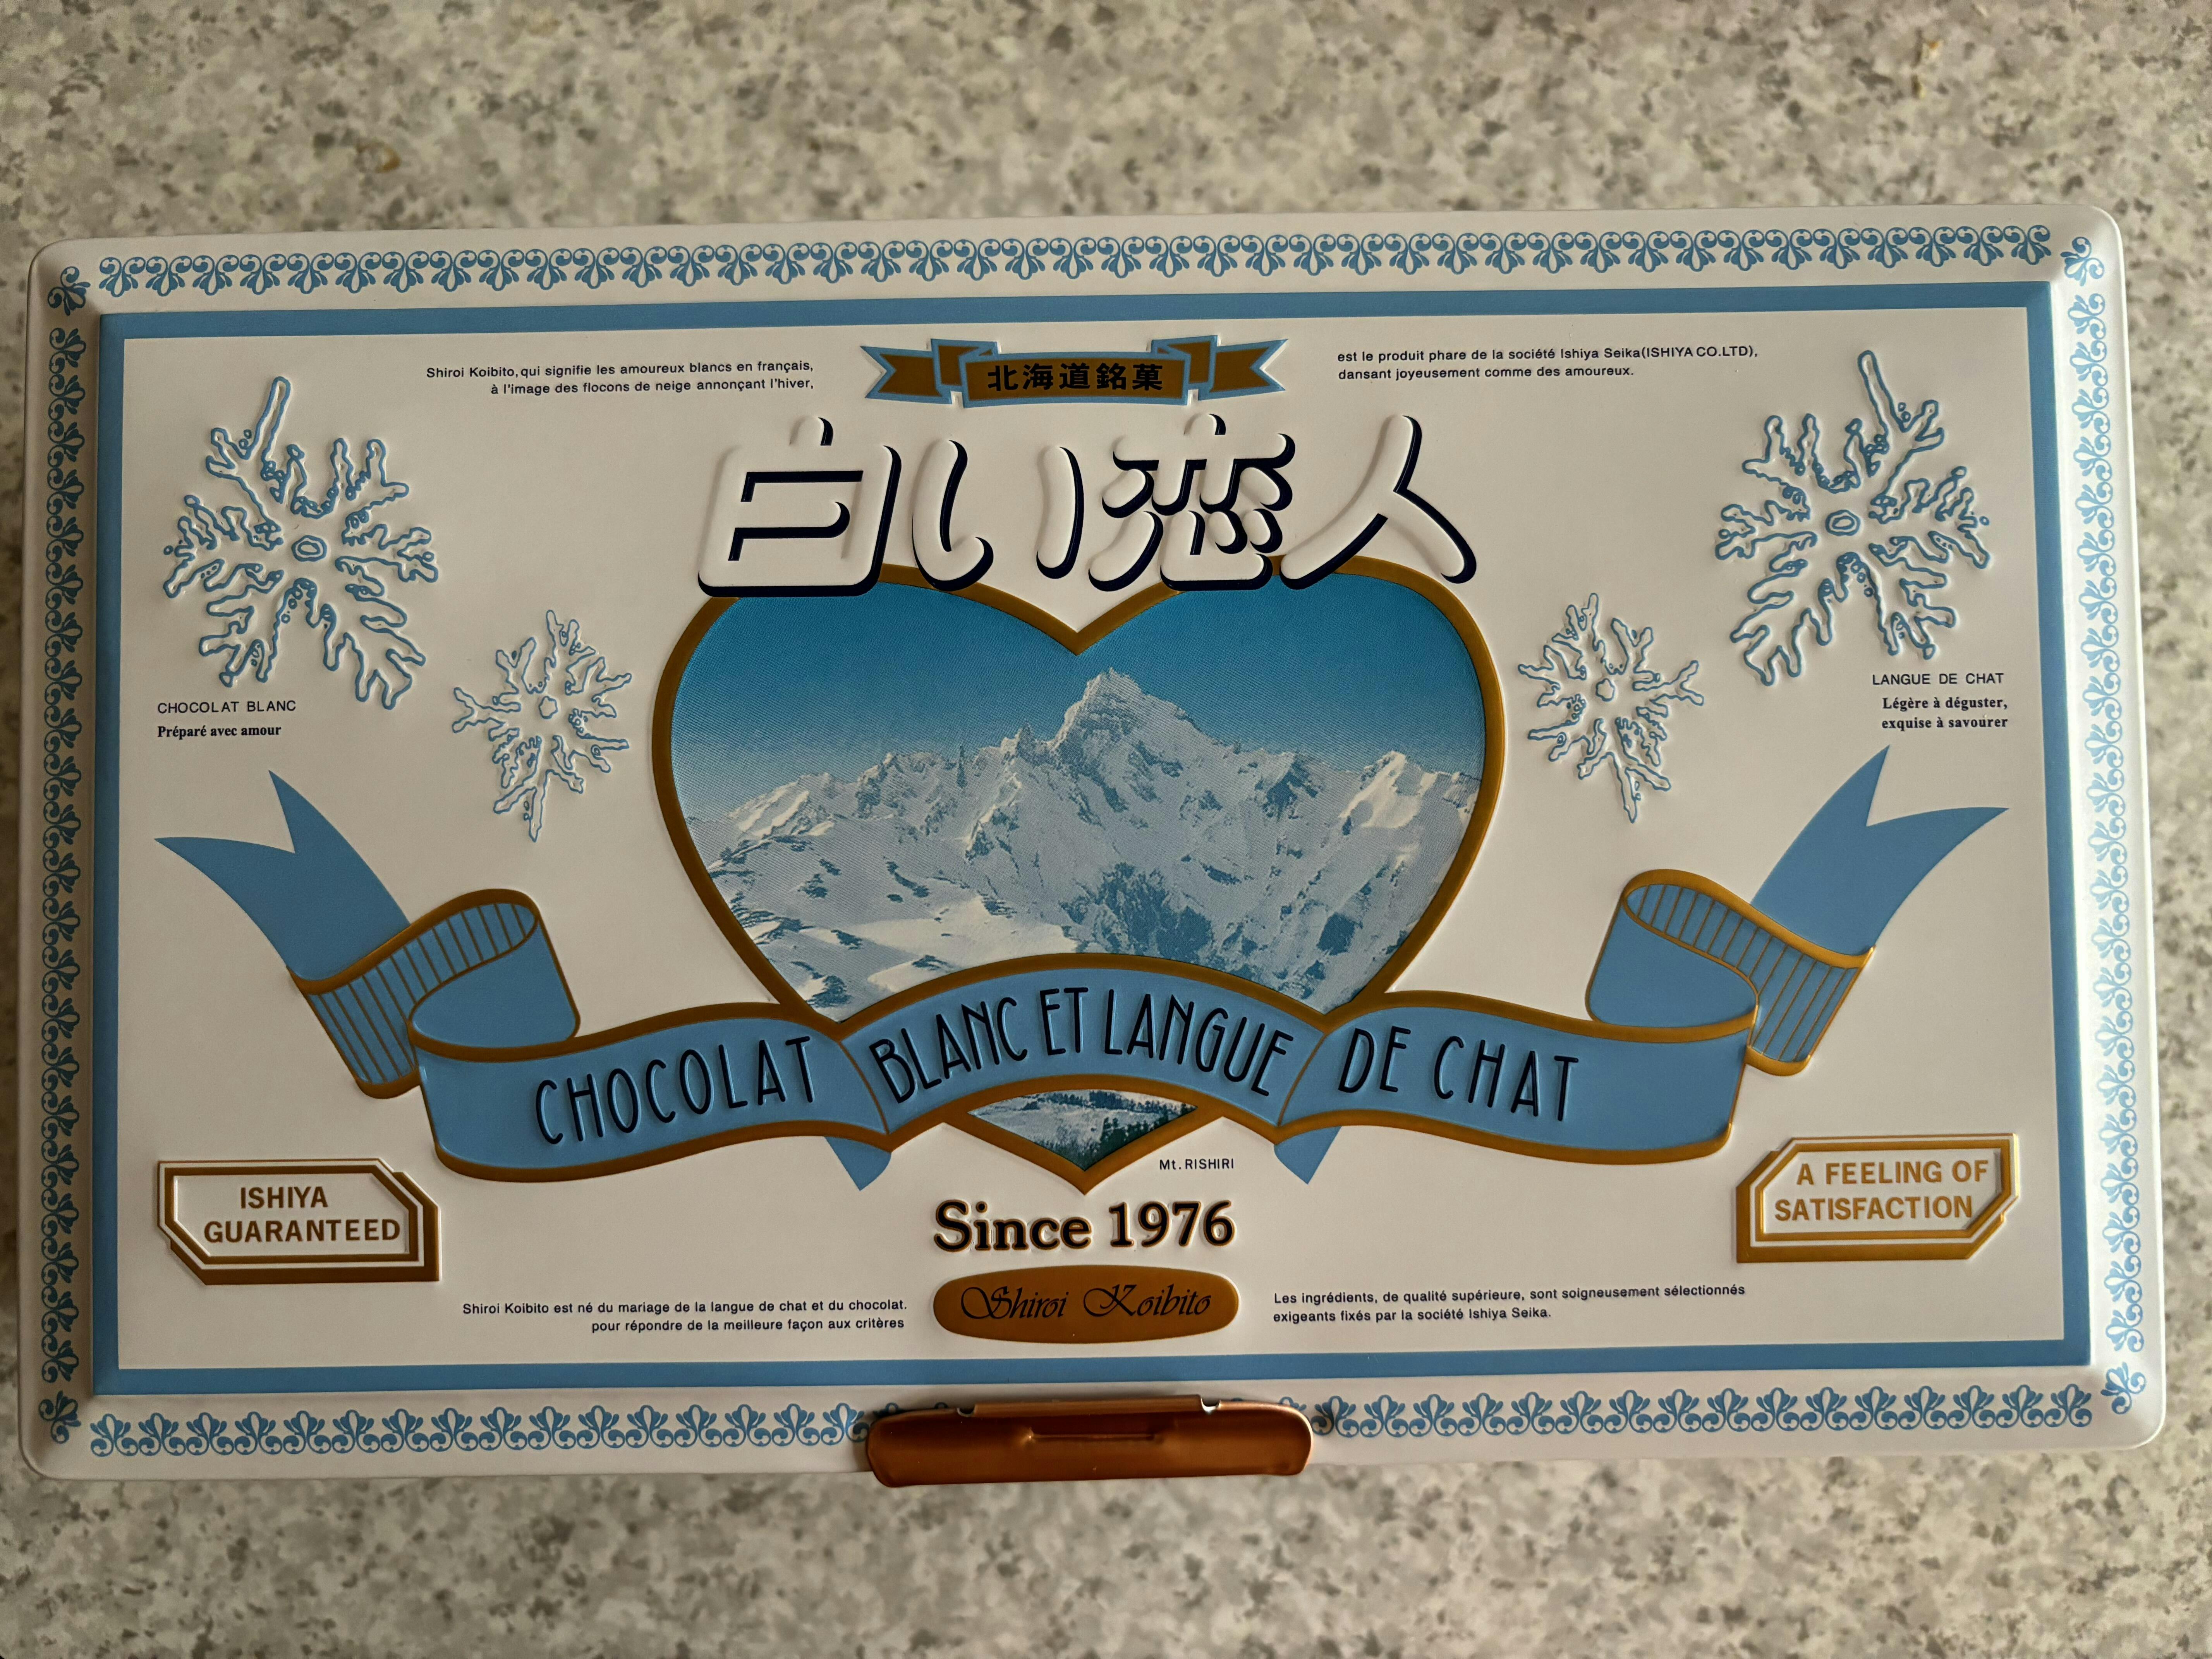 Shiroi Koibito,qui signifie les amoureux blancs en français,
à l'image des flocons de neige annonçant l'hiver,
北海道銘菓
est le produit phare de la société Ishiya Seika(ISHIYA CO.LTD),
dansant joyeusement comme des amoureux.
白い恋人
CHOCOLAT BLANC
Préparé avec amour
LANGUE DE CHAT
Légère à déguster,
exquise à savourer
CHOCOLAT BLANC ET LANGUE DE CHAT
Mt.RISHIRI
ISHIYA
GUARANTEED
Since 1976
A FEELING OF
SATISFACTION
Shiroi Koibito est né du mariage de la langue de chat et du chocolat.
pour répondre de la meilleure façon aux critères
Shiroi Koibito
Les ingrédients, de qualité supérieure, sont soigneusement sélectionnés
exigeants fixés par la société Ishiya Seika.